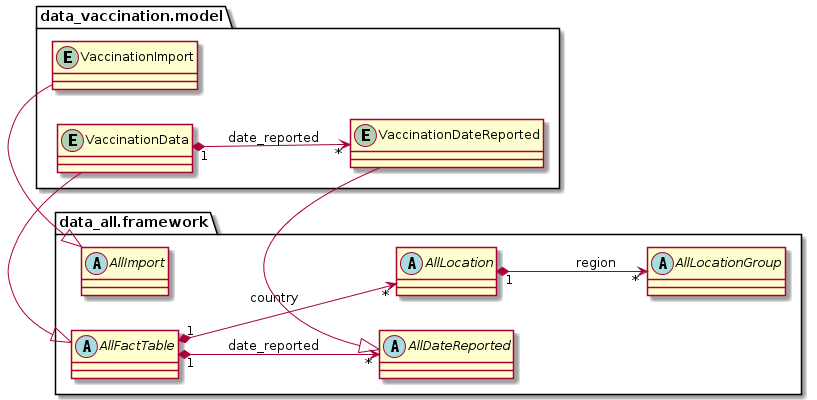 data_vaccination.model
E VaccinationImport
E VaccinationData
1 date_reported *
E VaccinationDateReported
data_all.framework
A AllImport
A AllLocation
1 region *
A AllLocationGroup
1 country *
A AllFactTable
1 date_reported *
A AllDateReported